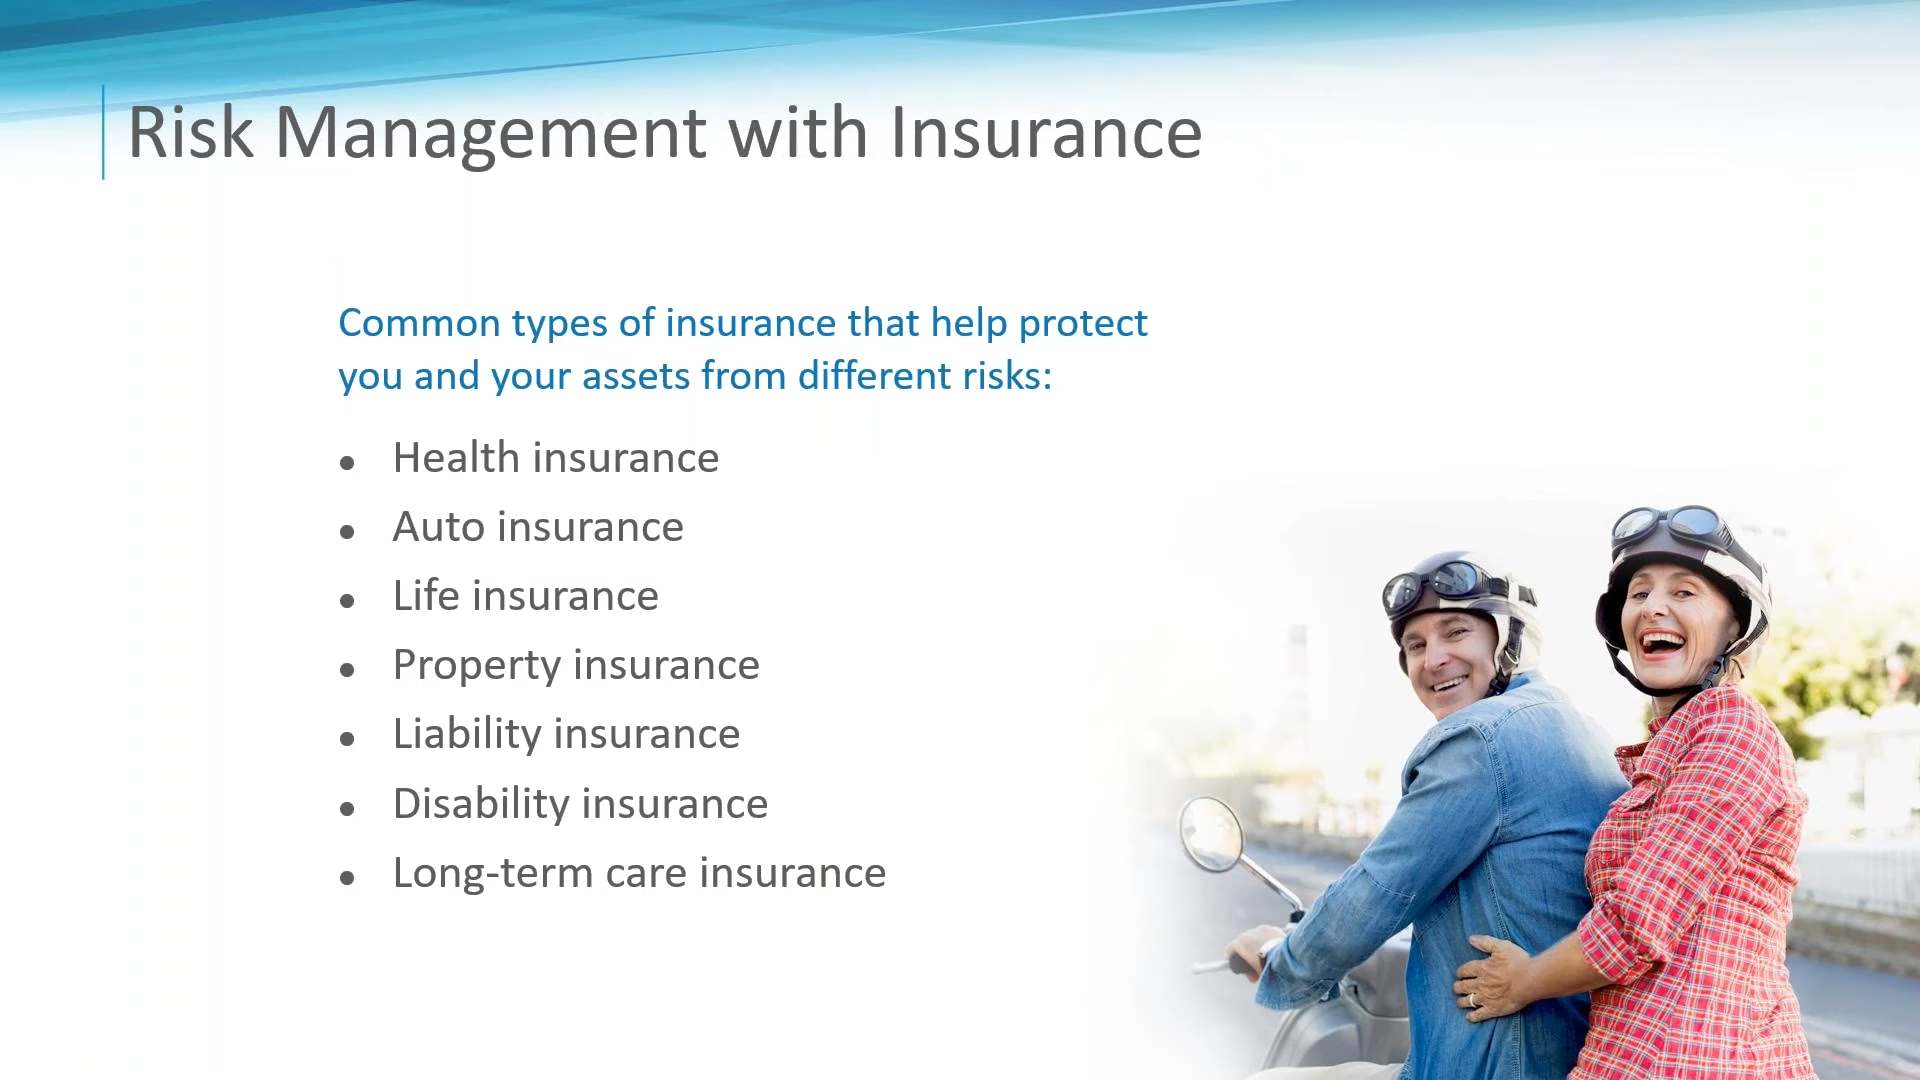 Risk Management with Insurance
Common types of insurance that help protect
you and your assets from different risks:
● Health insurance
● Auto insurance
● Life insurance
● Property insurance
● Liability insurance
● Disability insurance
● Long-term care insurance